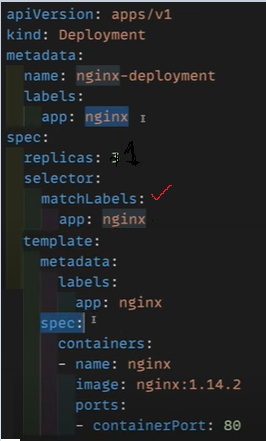 apiVersion: apps/v1
kind: Deployment
metadata:
  name: nginx-deployment
  labels:
    app: nginx
spec:
  replicas: 1
  selector:
    matchLabels:
      app: nginx
  template:
    metadata:
      labels:
        app: nginx
    spec:
      containers:
      - name: nginx
        image: nginx:1.14.2
        ports:
        - containerPort: 80